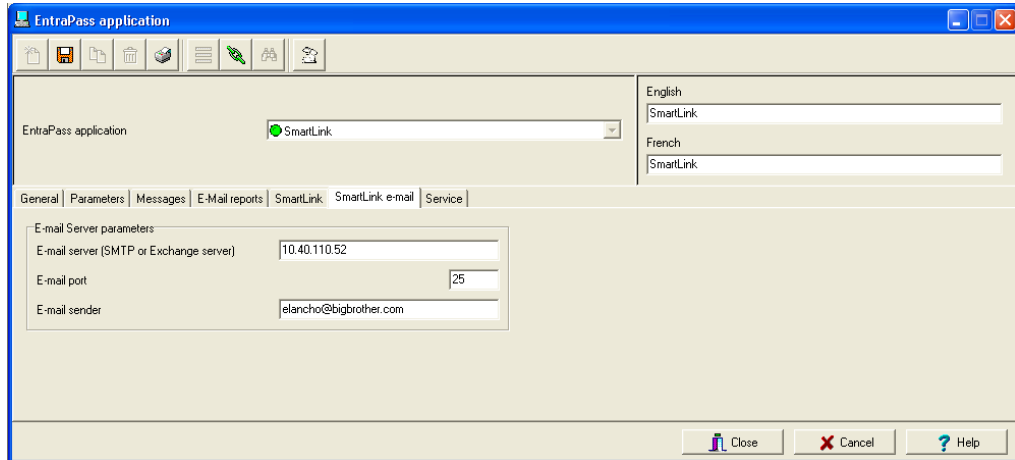 EntraPass application
English
SmartLink
EntraPass application
SmartLink
French
SmartLink
General
Parameters
Messages
E-Mail reports
SmartLink
SmartLink e-mail
Service
E-mail Server parameters
E-mail server (SMTP or Exchange server)
10.40.110.52
E-mail port
25
E-mail sender
elancho@bigbrother.com
Close
Cancel
Help